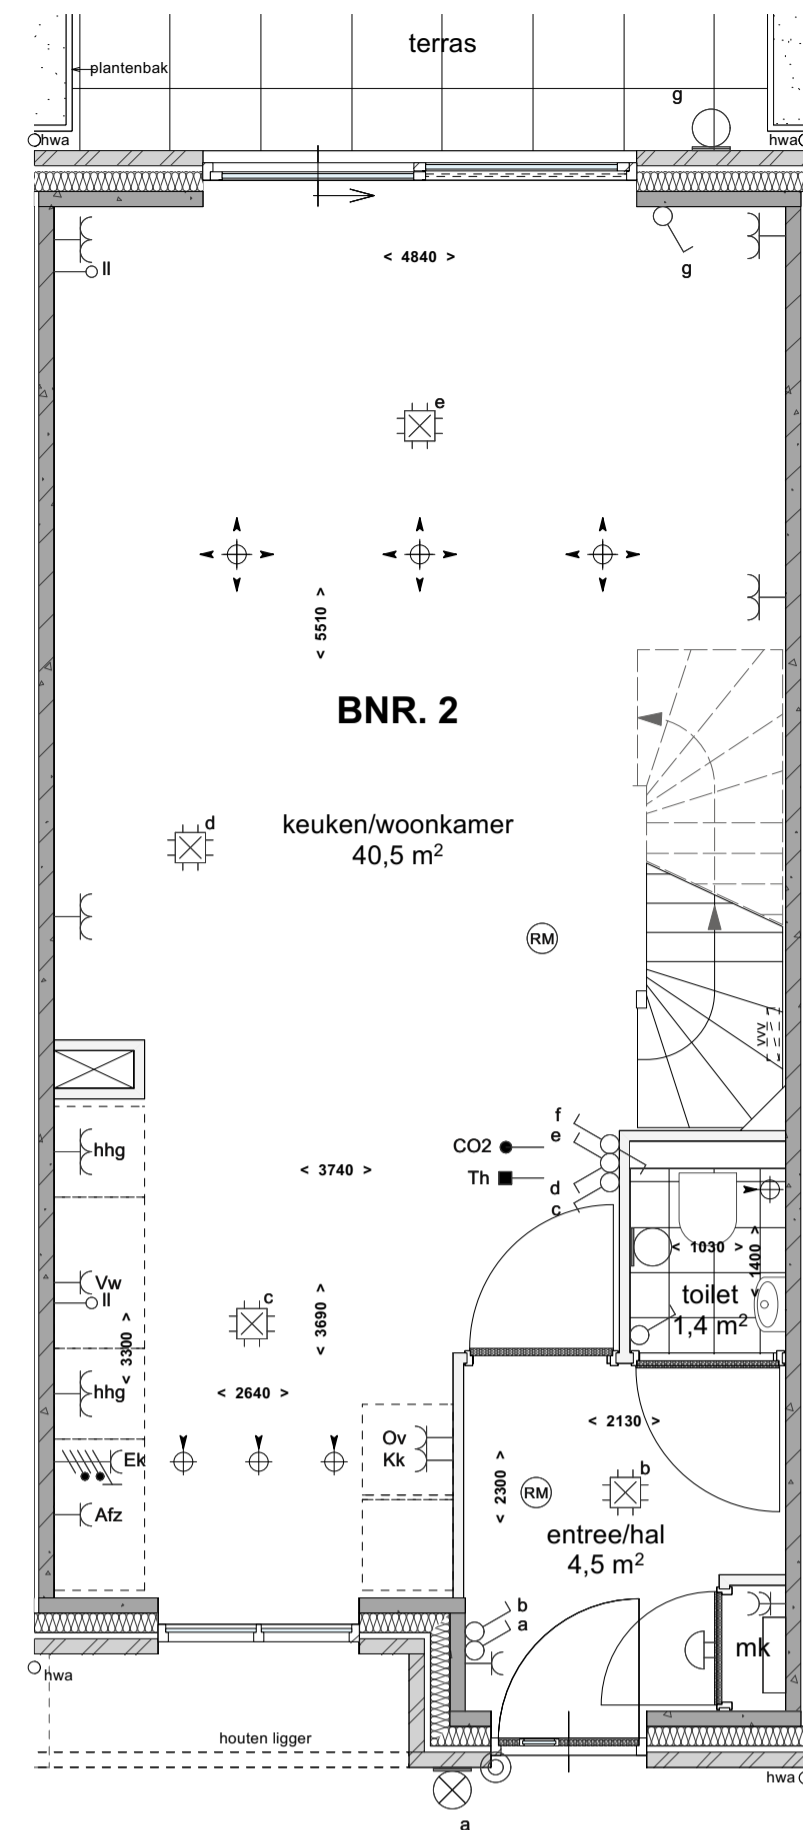 terras
plantenbak
g
hwa
hwa
ll
< 4840 >
g
e
< 5510 >
BNR. 2
d
keuken/woonkamer
40,5 m²
RM
vvv
f
e
CO2
Th
d
c
hhg
< 3740 >
< 1030 >
< 1400 >
toilet
1,4 m²
Vw
ll
< 3300 >
c
< 3690 >
hhg
< 2640 >
< 2130 >
Ov
Kk
Ek
Afz
< 2300 >
RM
b
entree/hal
4,5 m²
b
a
mk
hwa
houten ligger
hwa
a